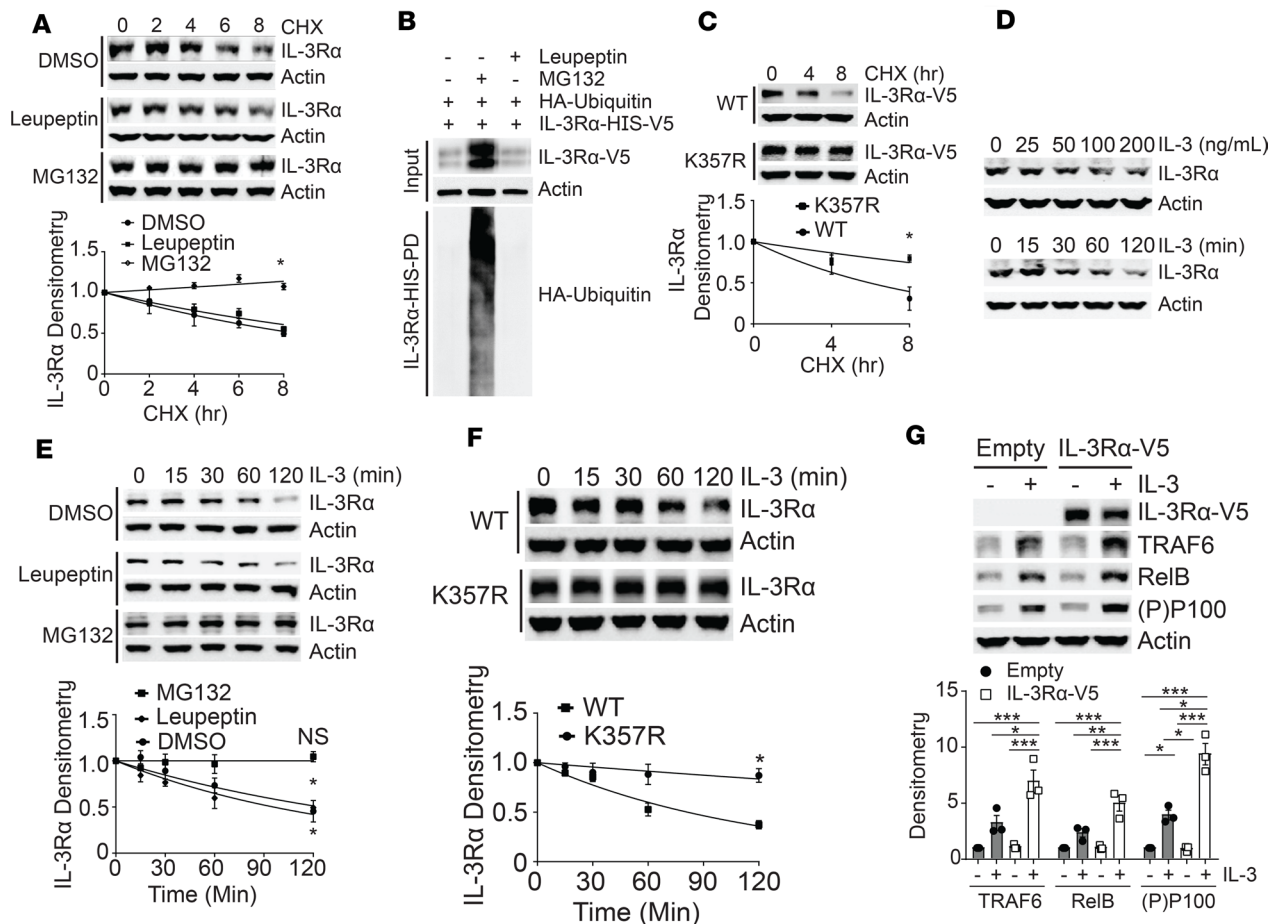 A
0 2 4 6 8 CHX
DMSO
IL-3Rα
Actin
Leupeptin
IL-3Rα
Actin
MG132
IL-3Rα
Actin
DMSO
Leupeptin
MG132
IL-3Rα Densitometry
1.5
1.0
0.5
0
*
0 2 4 6 8
CHX (hr)
B
- - + Leupeptin
- + - MG132
+ + + HA-Ubiquitin
+ + + IL-3Rα-HIS-V5
Input
IL-3Rα-V5
Actin
IL-3Rα-HIS-PD
HA-Ubiquitin
C
0 4 8 CHX (hr)
WT
IL-3Rα-V5
Actin
K357R
IL-3Rα-V5
Actin
K357R
WT
IL-3Rα
Densitometry
1.5
1.0
0.5
0
*
0 4 8
CHX (hr)
D
0 25 50 100 200 IL-3 (ng/mL)
IL-3Rα
Actin
0 15 30 60 120 IL-3 (min)
IL-3Rα
Actin
E
0 15 30 60 120 IL-3 (min)
DMSO
IL-3Rα
Actin
Leupeptin
IL-3Rα
Actin
MG132
IL-3Rα
Actin
MG132
Leupeptin
DMSO
IL-3Rα Densitometry
1.5
1.0
0.5
0
NS
*
*
0 30 60 90 120
Time (Min)
F
0 15 30 60 120 IL-3 (min)
WT
IL-3Rα
Actin
K357R
IL-3Rα
Actin
WT
K357R
IL-3Rα Densitometry
1.5
1.0
0.5
0
*
0 30 60 90 120
Time (Min)
G
Empty IL-3Rα-V5
- + - + IL-3
IL-3Rα-V5
TRAF6
RelB
(P)P100
Actin
Empty
IL-3Rα-V5
Densitometry
15
10
5
0
***
*
***
***
**
***
***
*
***
*
*
- + - + - + - + - + - + IL-3
TRAF6 RelB (P)P100